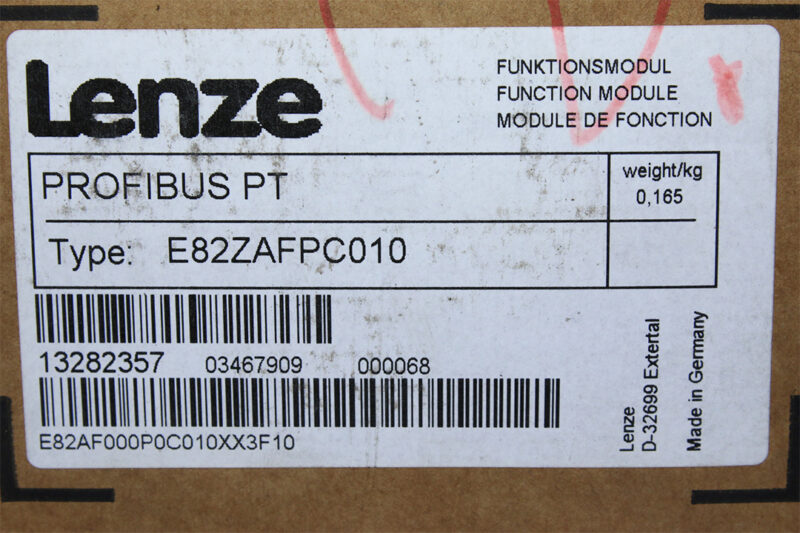 Lenze
FUNKTIONSMODUL
FUNCTION MODULE
MODULE DE FONCTION
PROFIBUS PT
weight/kg
0,165
Type: E82ZAFPC010
13282357 03467909 000068
E82AF000P0C010XX3F10
Lenze
D-32699 Extertal
Made in Germany